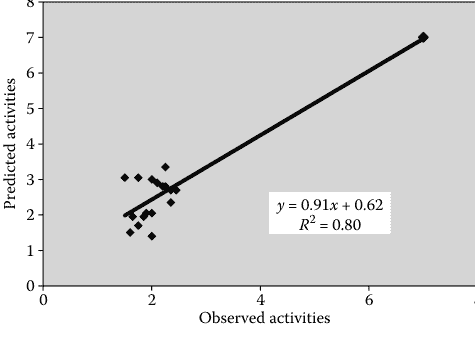 8
7
6
5
4
3
2
1
0
Predicted activities
y = 0.91x + 0.62
R² = 0.80
0 2 4 6
Observed activities